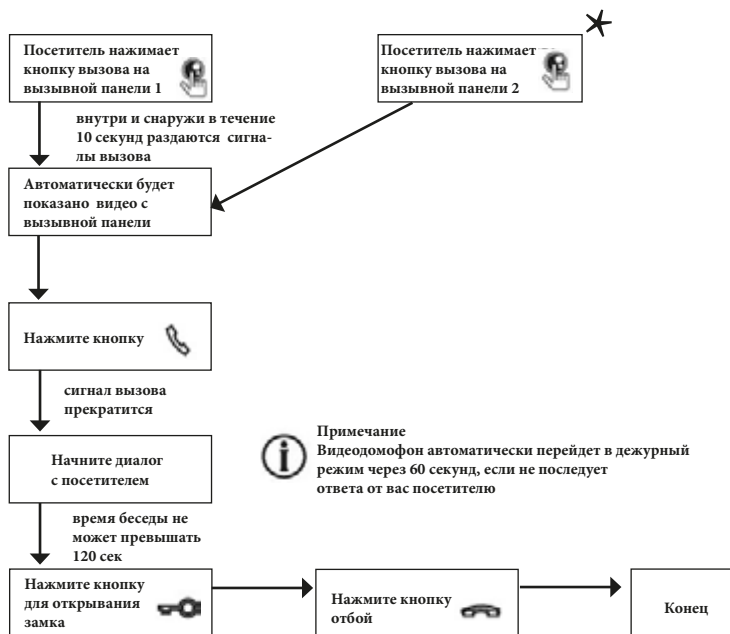 Посетитель нажимает
кнопку вызова на
вызывной панели 1
Посетитель нажимает
кнопку вызова на
вызывной панели 2
внутри и снаружи в течение
10 секунд раздаются сигна-
лы вызова
Автоматически будет
показано видео с
вызывной панели
Нажмите кнопку
сигнал вызова
прекратится
Примечание
Видеодомофон автоматически перейдет в дежурный
режим через 60 секунд, если не последует
ответа от вас посетителю
Начните диалог
с посетителем
время беседы не
может превышать
120 сек
Нажмите кнопку
для открывания
замка
Нажмите кнопку
отбой
Конец